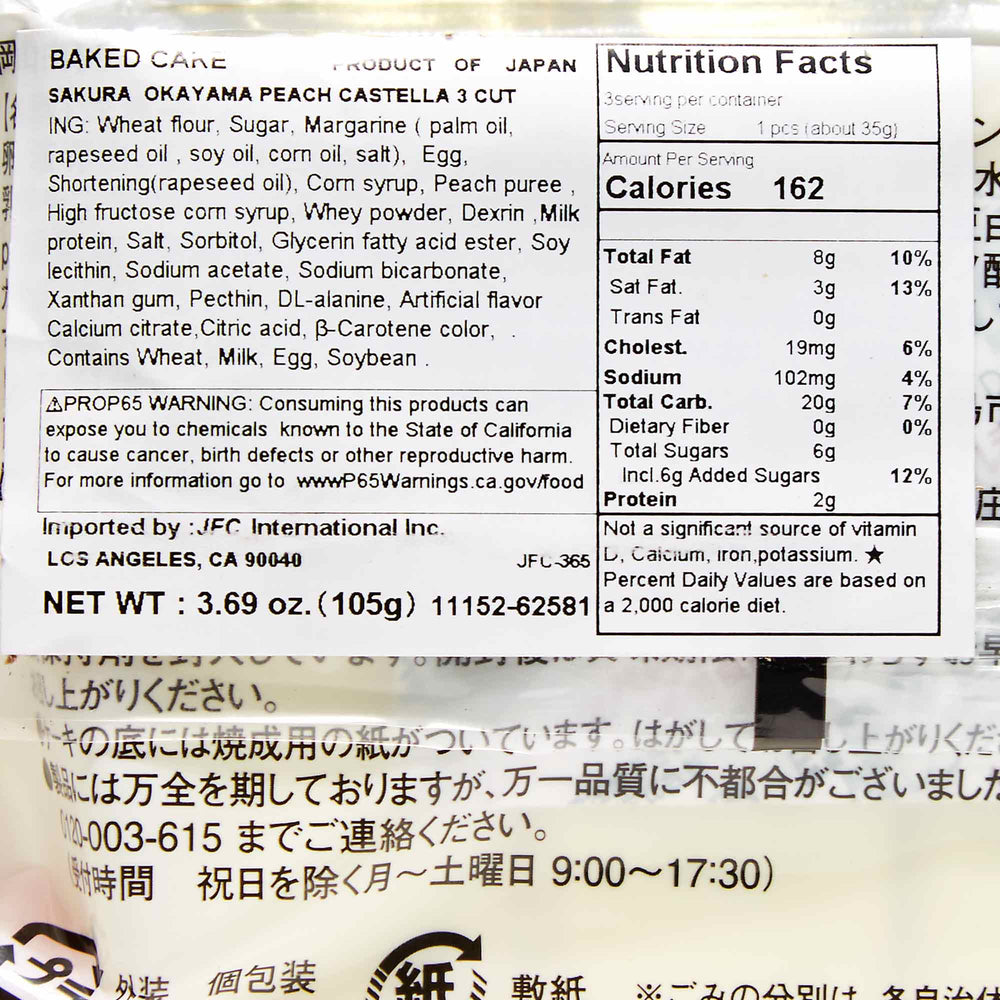 BAKED CAKE PRODUCT OF JAPAN
SAKURA OKAYAMA PEACH CASTELLA 3 CUT
ING: Wheat flour, Sugar, Margarine ( palm oil,
rapeseed oil , soy oil, corn oil, salt), Egg,
Shortening(rapeseed oil), Corn syrup, Peach puree ,
High fructose corn syrup, Whey powder, Dexrin ,Milk
protein, Salt, Sorbitol, Glycerin fatty acid ester, Soy
lecithin, Sodium acetate, Sodium bicarbonate,
Xanthan gum, Pecthin, DL-alanine, Artificial flavor
Calcium citrate,Citric acid, β-Carotene color, .
Contains Wheat, Milk, Egg, Soybean .
⚠PROP65 WARNING: Consuming this products can
expose you to chemicals known to the State of California
to cause cancer, birth defects or other reproductive harm.
For more information go to wwwP65Warnings.ca.gov/food
Imported by :JFC International Inc.
LOS ANGELES, CA 90040 JFC-365
NET WT : 3.69 oz.(105g) 11152-62581
Nutrition Facts
3serving per container
Serving Size 1 pcs (about 35g)
Amount Per Serving
Calories 162
Total Fat 8g 10%
Sat Fat. 3g 13%
Trans Fat 0g
Cholest. 19mg 6%
Sodium 102mg 4%
Total Carb. 20g 7%
Dietary Fiber 0g 0%
Total Sugars 6g
Incl.6g Added Sugars 12%
Protein 2g
Not a significant source of vitamin
D, Calcium, iron,potassium. ★
Percent Daily Values are based on
a 2,000 calorie diet.
し上がりください。
ケーキの底には焼成用の紙がついています。はがして し上がりくだ
●製品には万全を期しておりますが、万一品質に不都合がございました
0120-003-615 までご連絡ください。
(受付時間 祝日を除く月〜土曜日 9:00〜17:30)
プラ 外装 個包装 紙 敷紙 ※ごみの分別は、各自治体